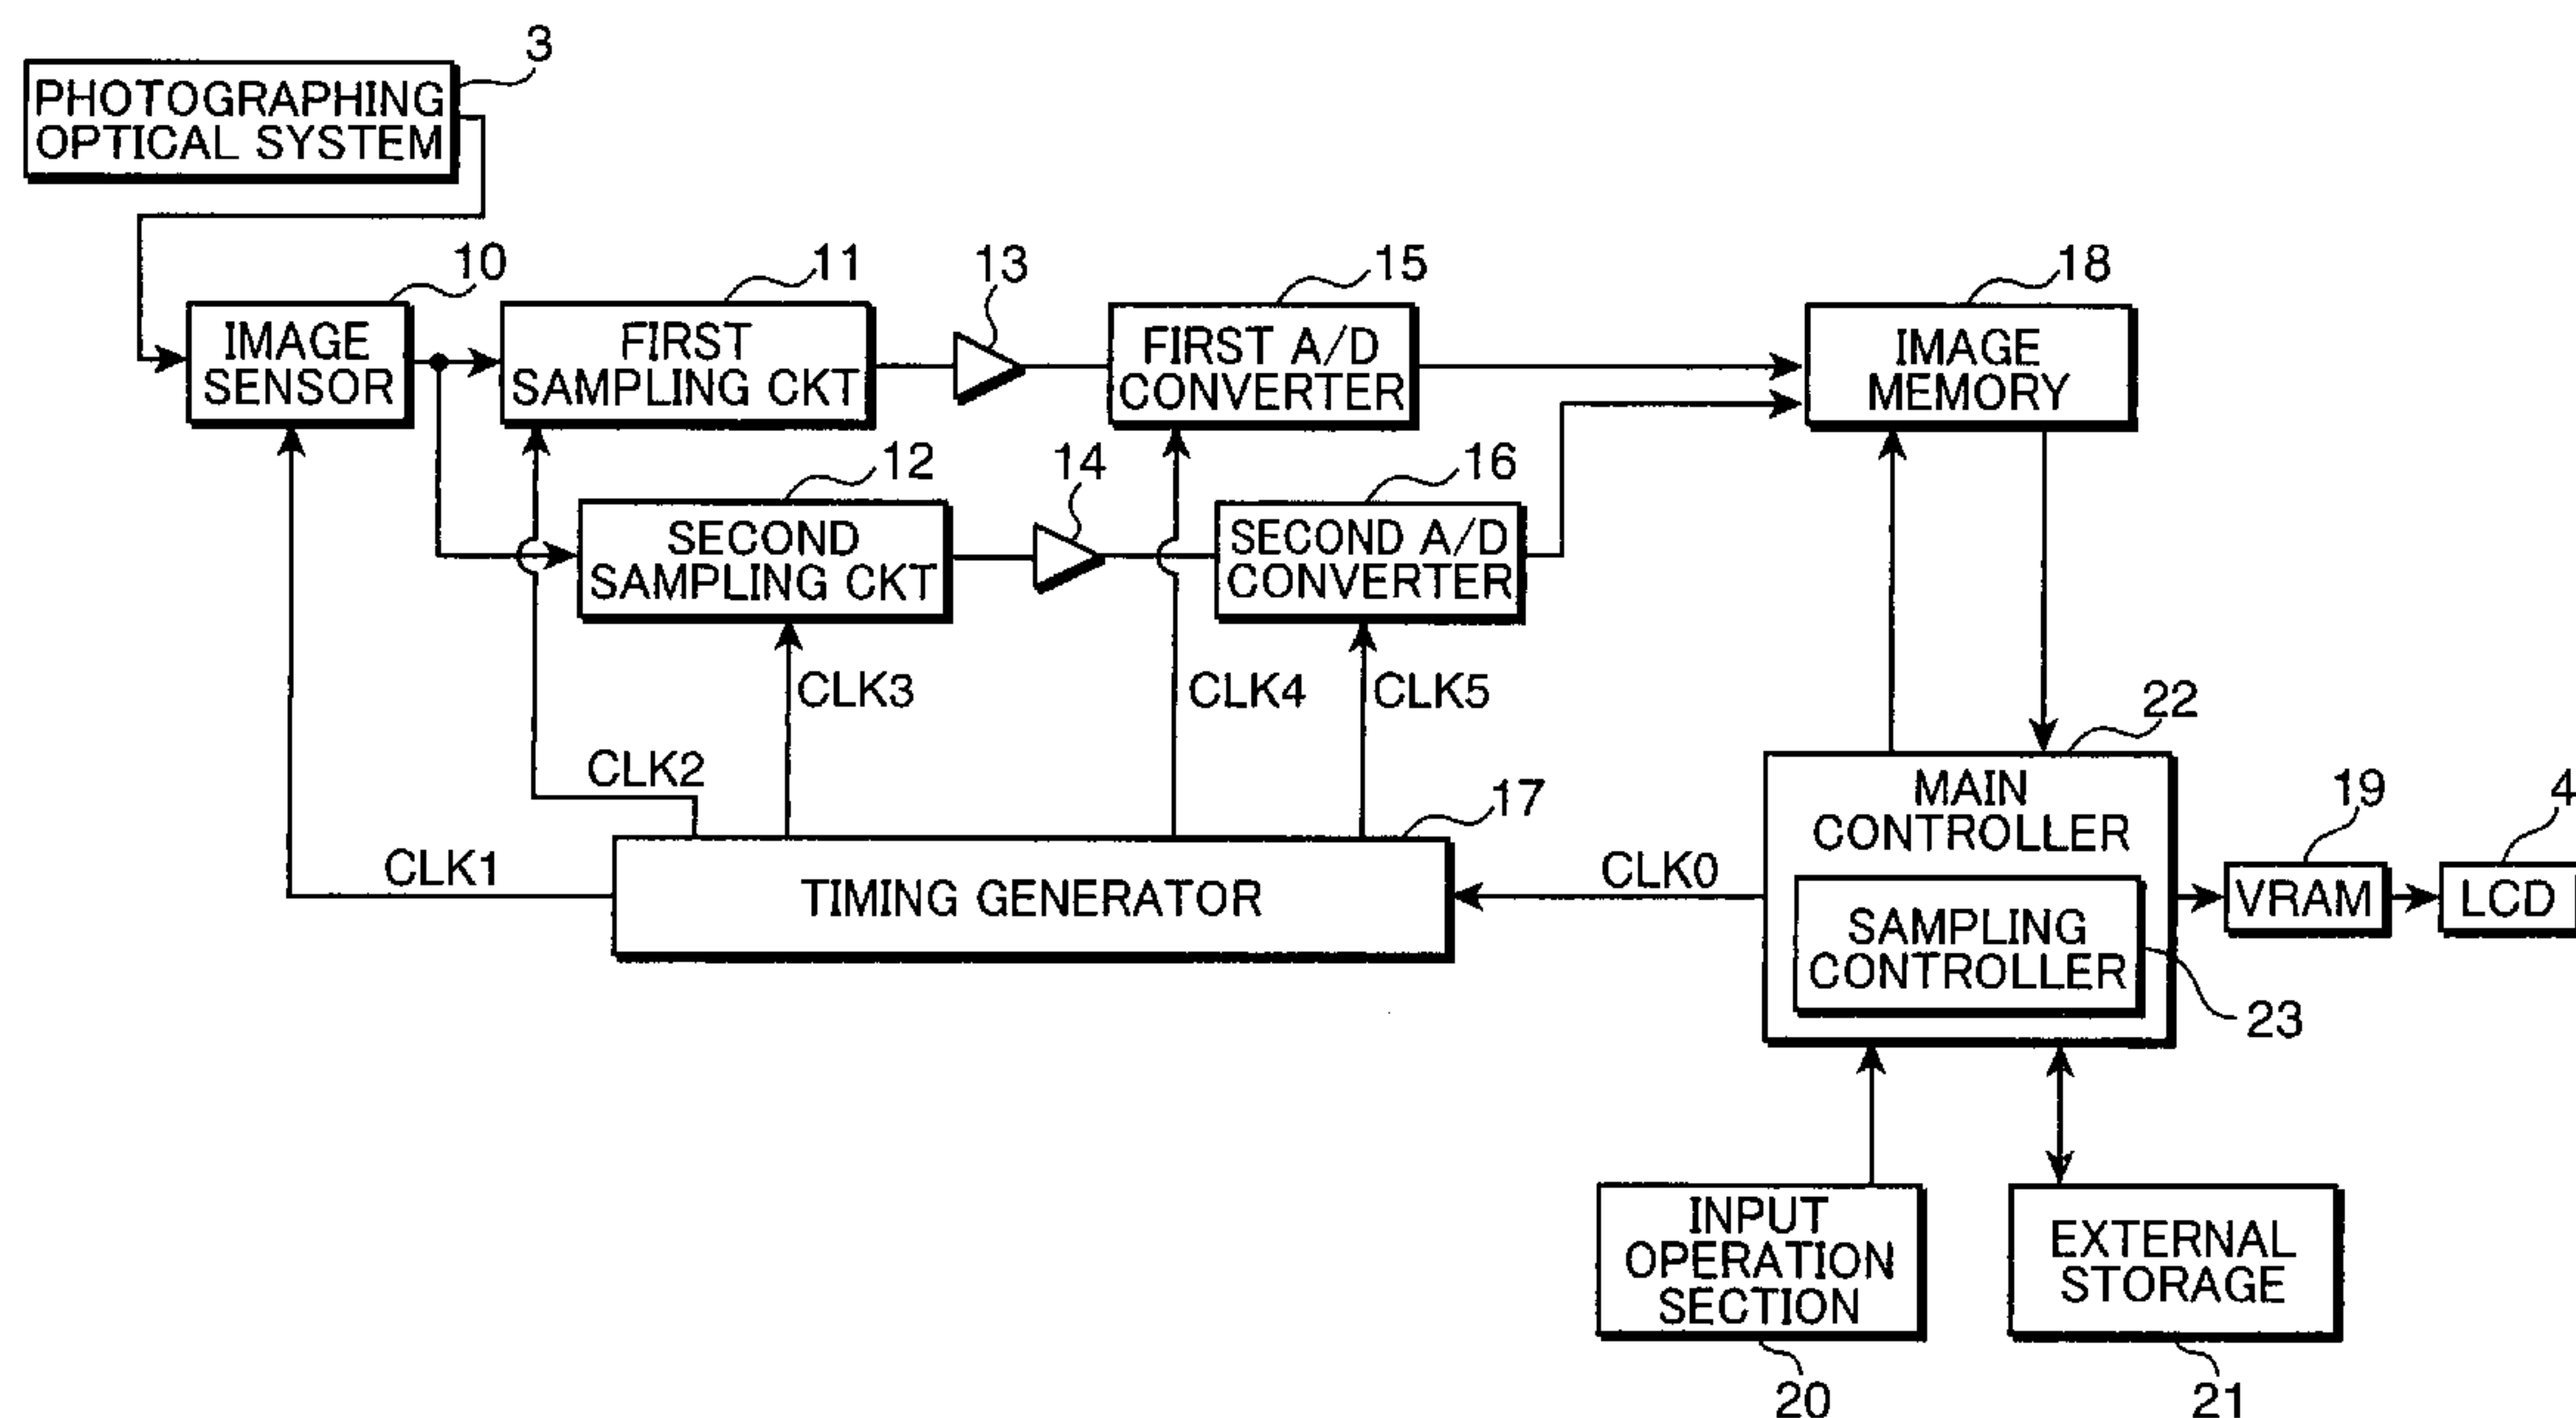 3
PHOTOGRAPHING
OPTICAL SYSTEM
10
11
13
15
18
IMAGE
SENSOR
FIRST
SAMPLING CKT
FIRST A/D
CONVERTER
IMAGE
MEMORY
12
14
16
SECOND
SAMPLING CKT
SECOND A/D
CONVERTER
CLK3
CLK4
CLK5
22
CLK2
17
MAIN
CONTROLLER
19
4
CLK1
TIMING GENERATOR
CLK0
VRAM
LCD
SAMPLING
CONTROLLER
23
INPUT
OPERATION
SECTION
EXTERNAL
STORAGE
20
21